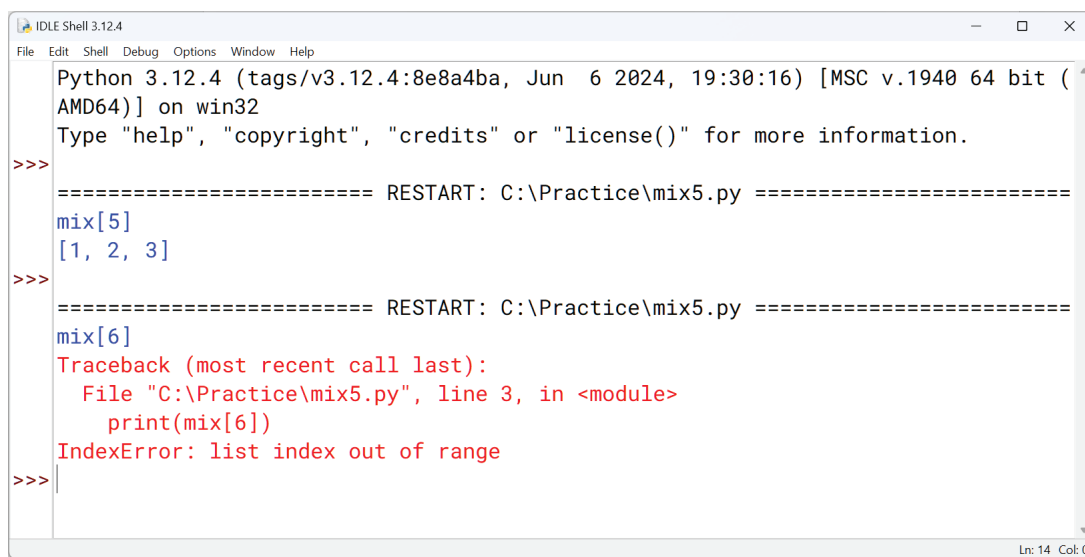 IDLE Shell 3.12.4
File Edit Shell Debug Options Window Help
Python 3.12.4 (tags/v3.12.4:8e8a4ba, Jun  6 2024, 19:30:16) [MSC v.1940 64 bit (
AMD64)] on win32
Type "help", "copyright", "credits" or "license()" for more information.
>>>
========================= RESTART: C:\Practice\mix5.py =========================
mix[5]
[1, 2, 3]
>>>
========================= RESTART: C:\Practice\mix5.py =========================
mix[6]
Traceback (most recent call last):
  File "C:\Practice\mix5.py", line 3, in <module>
    print(mix[6])
IndexError: list index out of range
>>>
Ln: 14 Col: 0